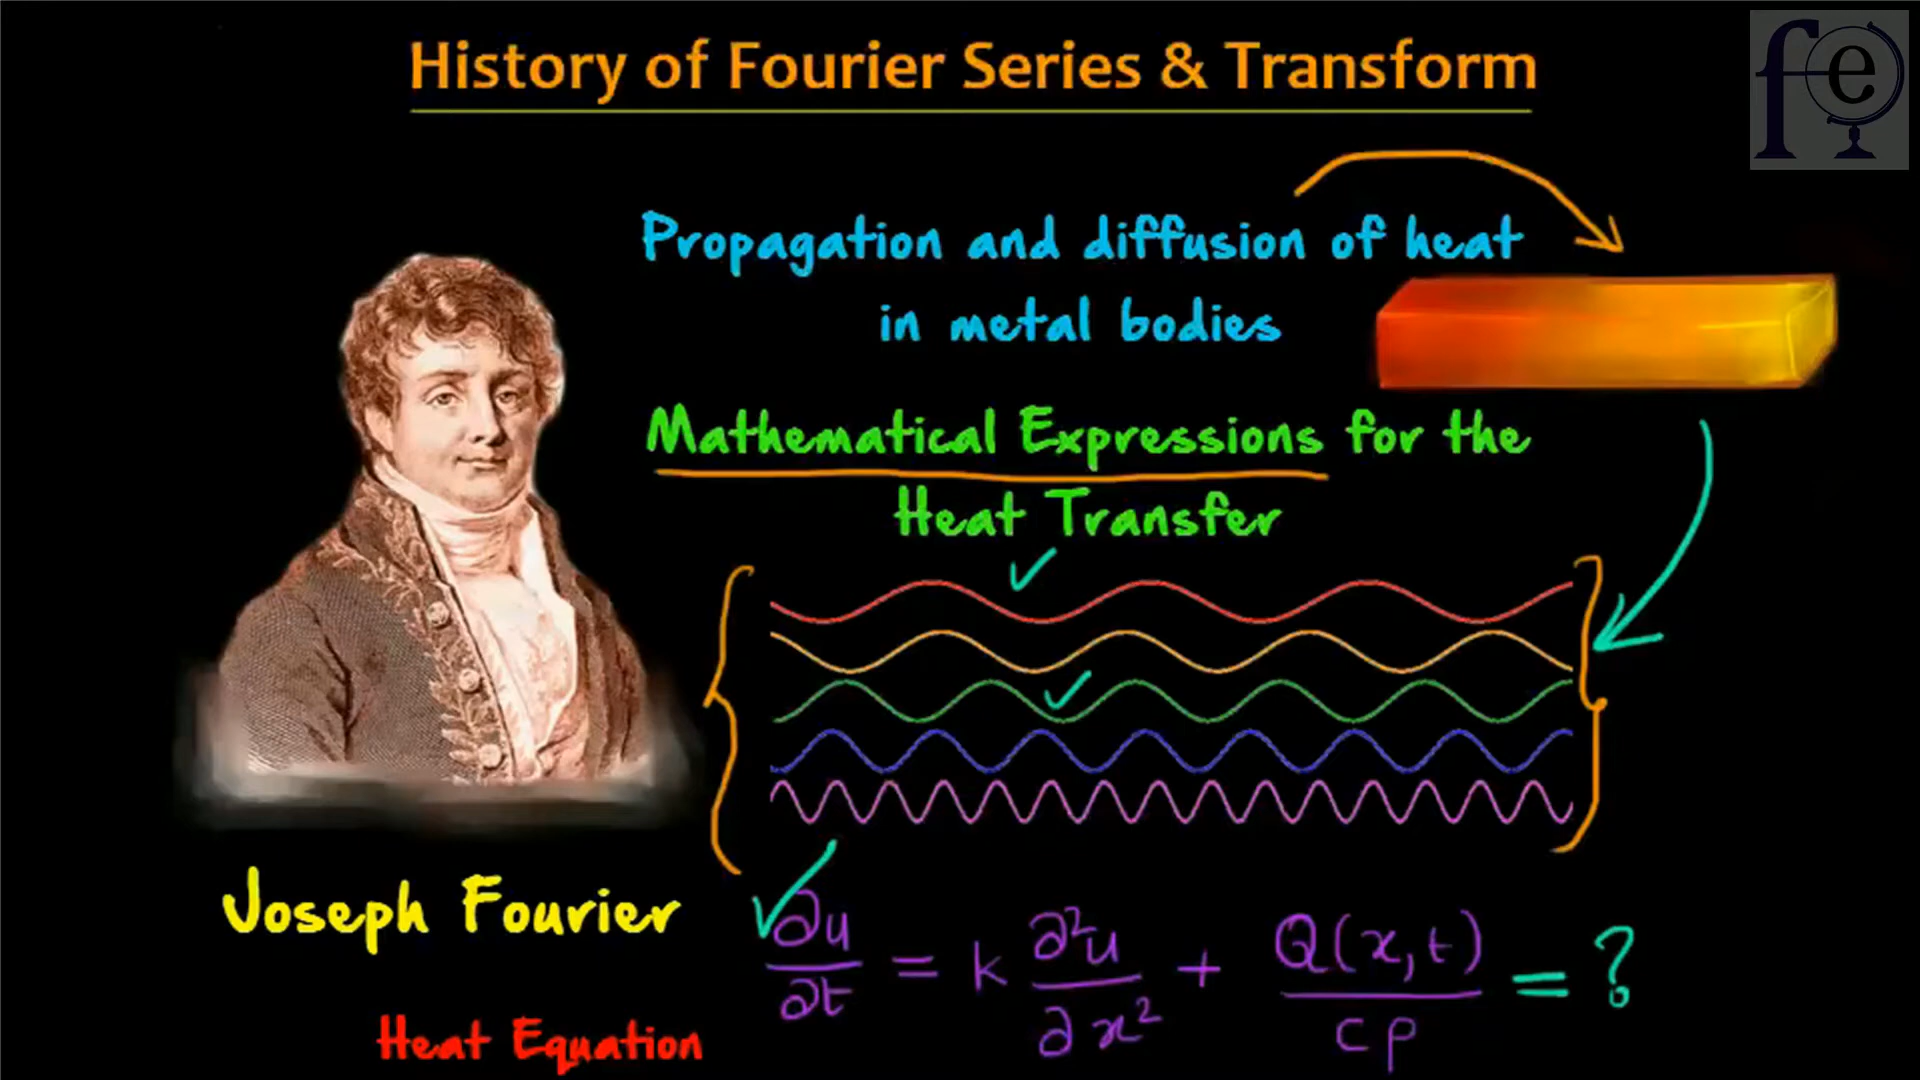 History of Fourier Series & Transform
fe
Propagation and diffusion of heat
in metal bodies
Mathematical Expressions for the
Heat Transfer
Joseph Fourier
∂u/∂t = k ∂²u/∂x² + Q(x,t)/cρ = ?
Heat Equation